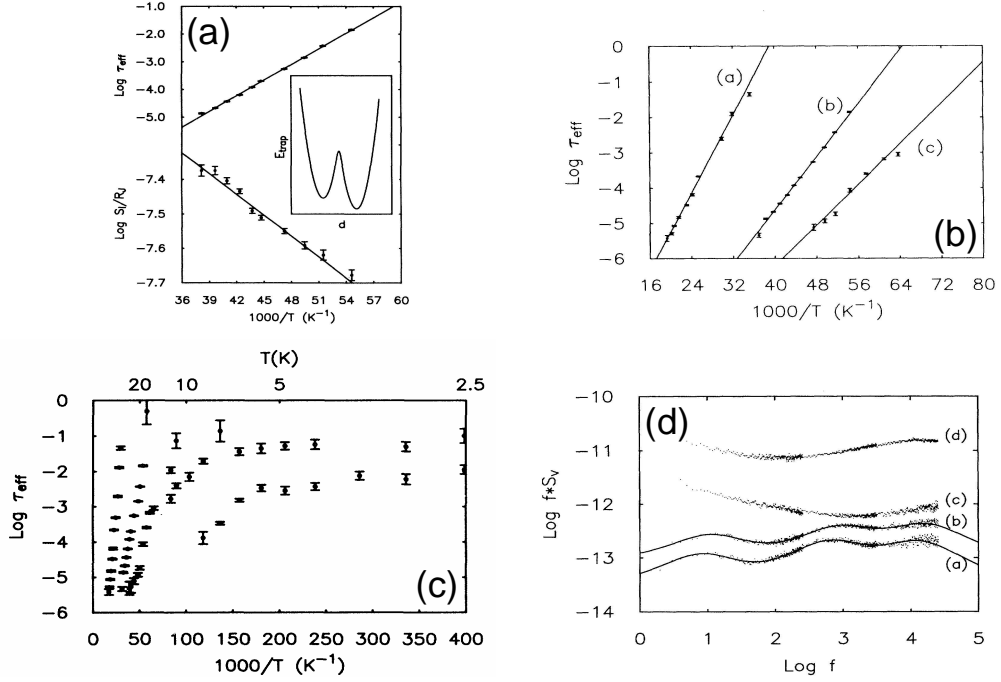 (a)
-1.0
-2.0
-3.0
-4.0
-5.0
Log τeff
-7.4
-7.5
-7.6
-7.7
Log SI/RJ
Etrap
d
36 39 42 45 48 51 54 57 60
1000/T (K⁻¹)
0
-1
-2
-3
-4
-5
-6
Log τeff
(a)
(b)
(c)
(b)
16 24 32 40 48 56 64 72 80
1000/T (K⁻¹)
T(K)
20 10 5 2.5
0
-1
-2
-3
-4
-5
-6
Log τeff
(c)
0 50 100 150 200 250 300 350 400
1000/T (K⁻¹)
(d)
-10
-11
-12
-13
-14
Log f*SV
(d)
(c)
(b)
(a)
0 1 2 3 4 5
Log f